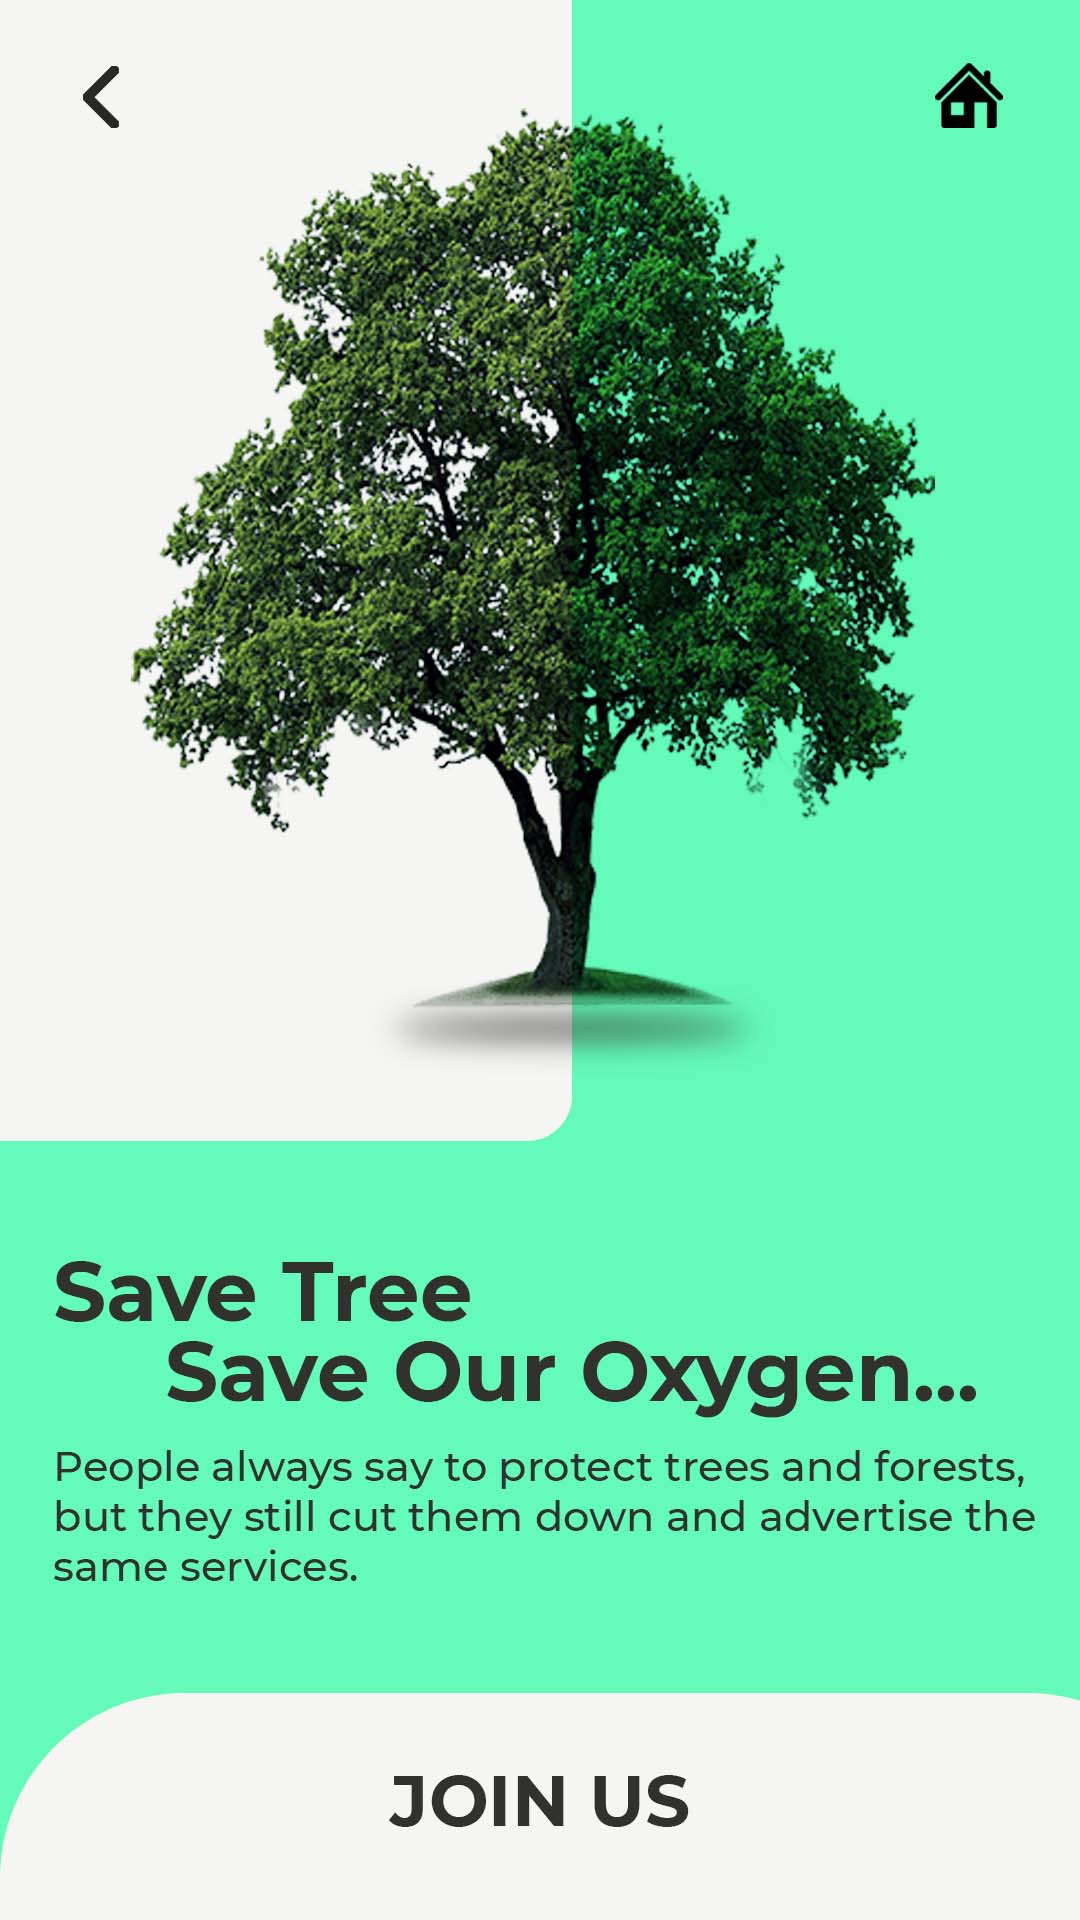 Save Tree
Save Our Oxygen...
People always say to protect trees and forests,
but they still cut them down and advertise the
same services.
JOIN US